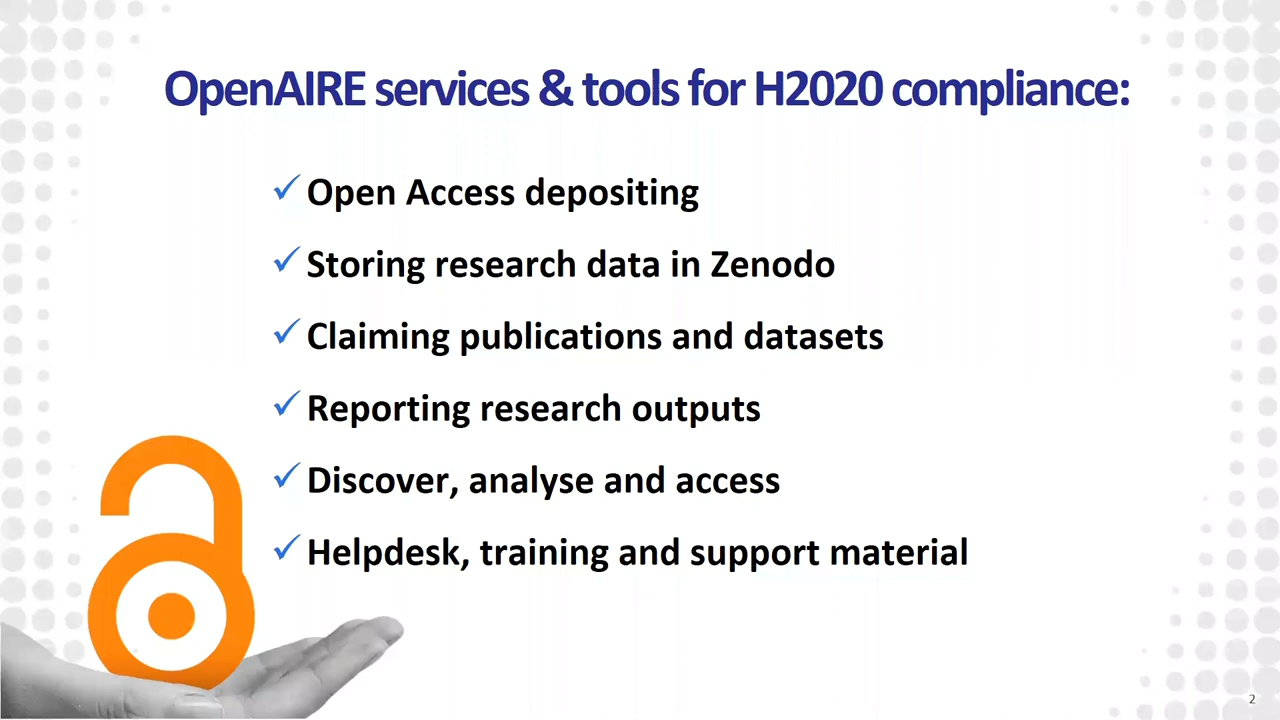 OpenAIRE services & tools for H2020 compliance:
✓ Open Access depositing
✓ Storing research data in Zenodo
✓ Claiming publications and datasets
✓ Reporting research outputs
✓ Discover, analyse and access
✓ Helpdesk, training and support material
2